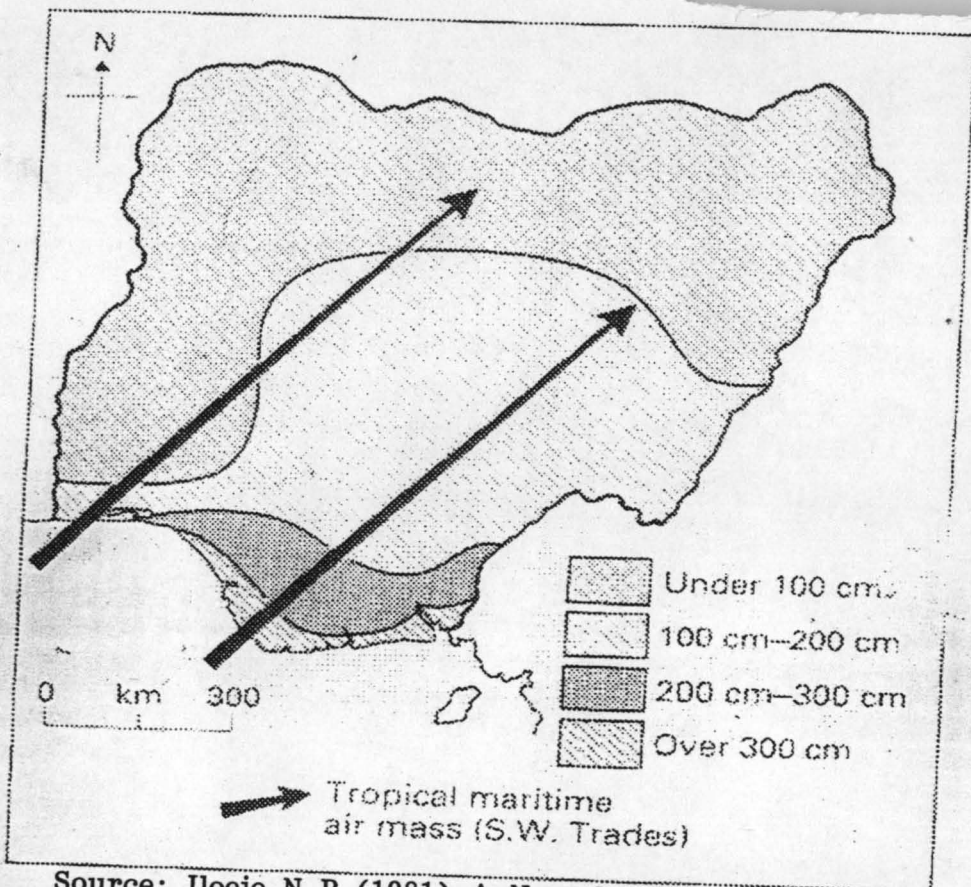 N
Under 100 cm.
100 cm–200 cm
200 cm–300 cm
Over 300 cm
0 km 300
Tropical maritime
air mass (S.W. Trades)
Source: N.P. (1981) A